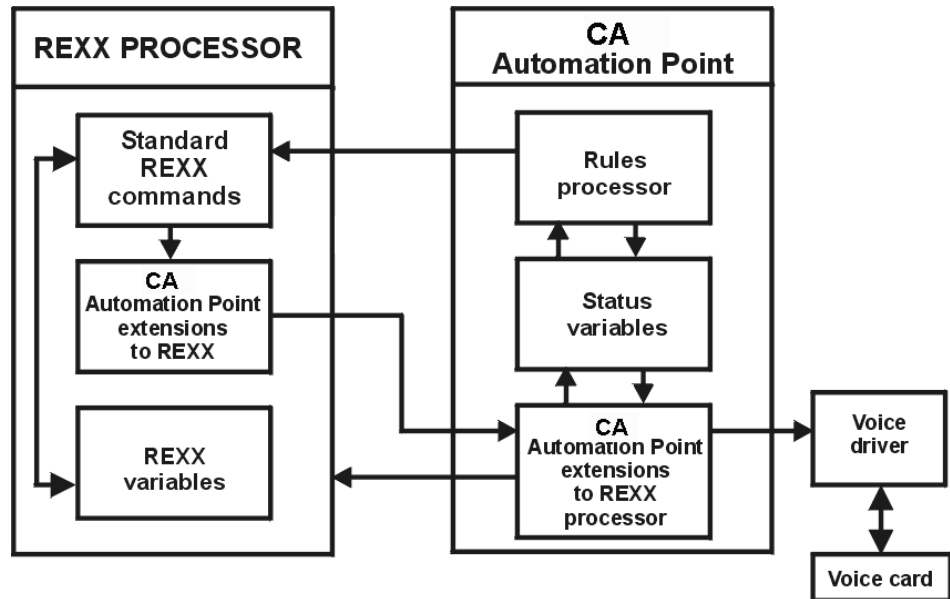 REXX PROCESSOR
Standard
REXX
commands
CA
Automation Point
extensions
to REXX
REXX
variables
CA
Automation Point
Rules
processor
Status
variables
CA
Automation Point
extensions
to REXX
processor
Voice
driver
Voice card